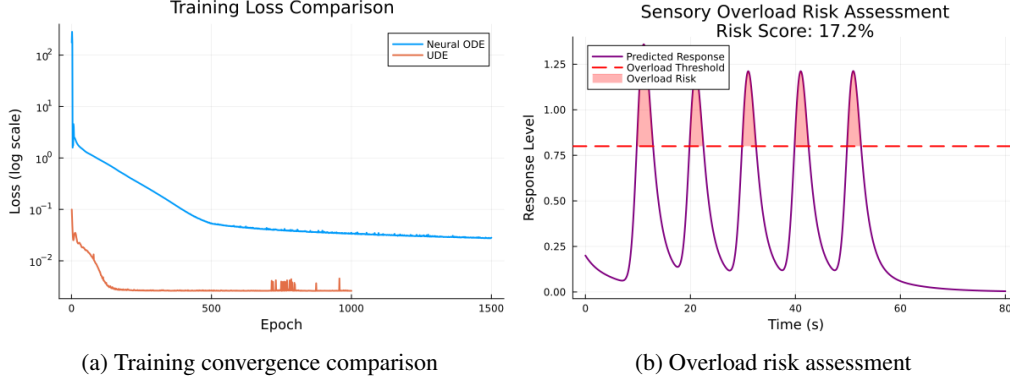 Training Loss Comparison
Loss (log scale)
10^2
10^1
10^0
10^-1
10^-2
Neural ODE
UDE
0
500
1000
1500
Epoch
(a) Training convergence comparison
Sensory Overload Risk Assessment
Risk Score: 17.2%
Response Level
1.25
1.00
0.75
0.50
0.25
0.00
Predicted Response
Overload Threshold
Overload Risk
0
20
40
60
80
Time (s)
(b) Overload risk assessment